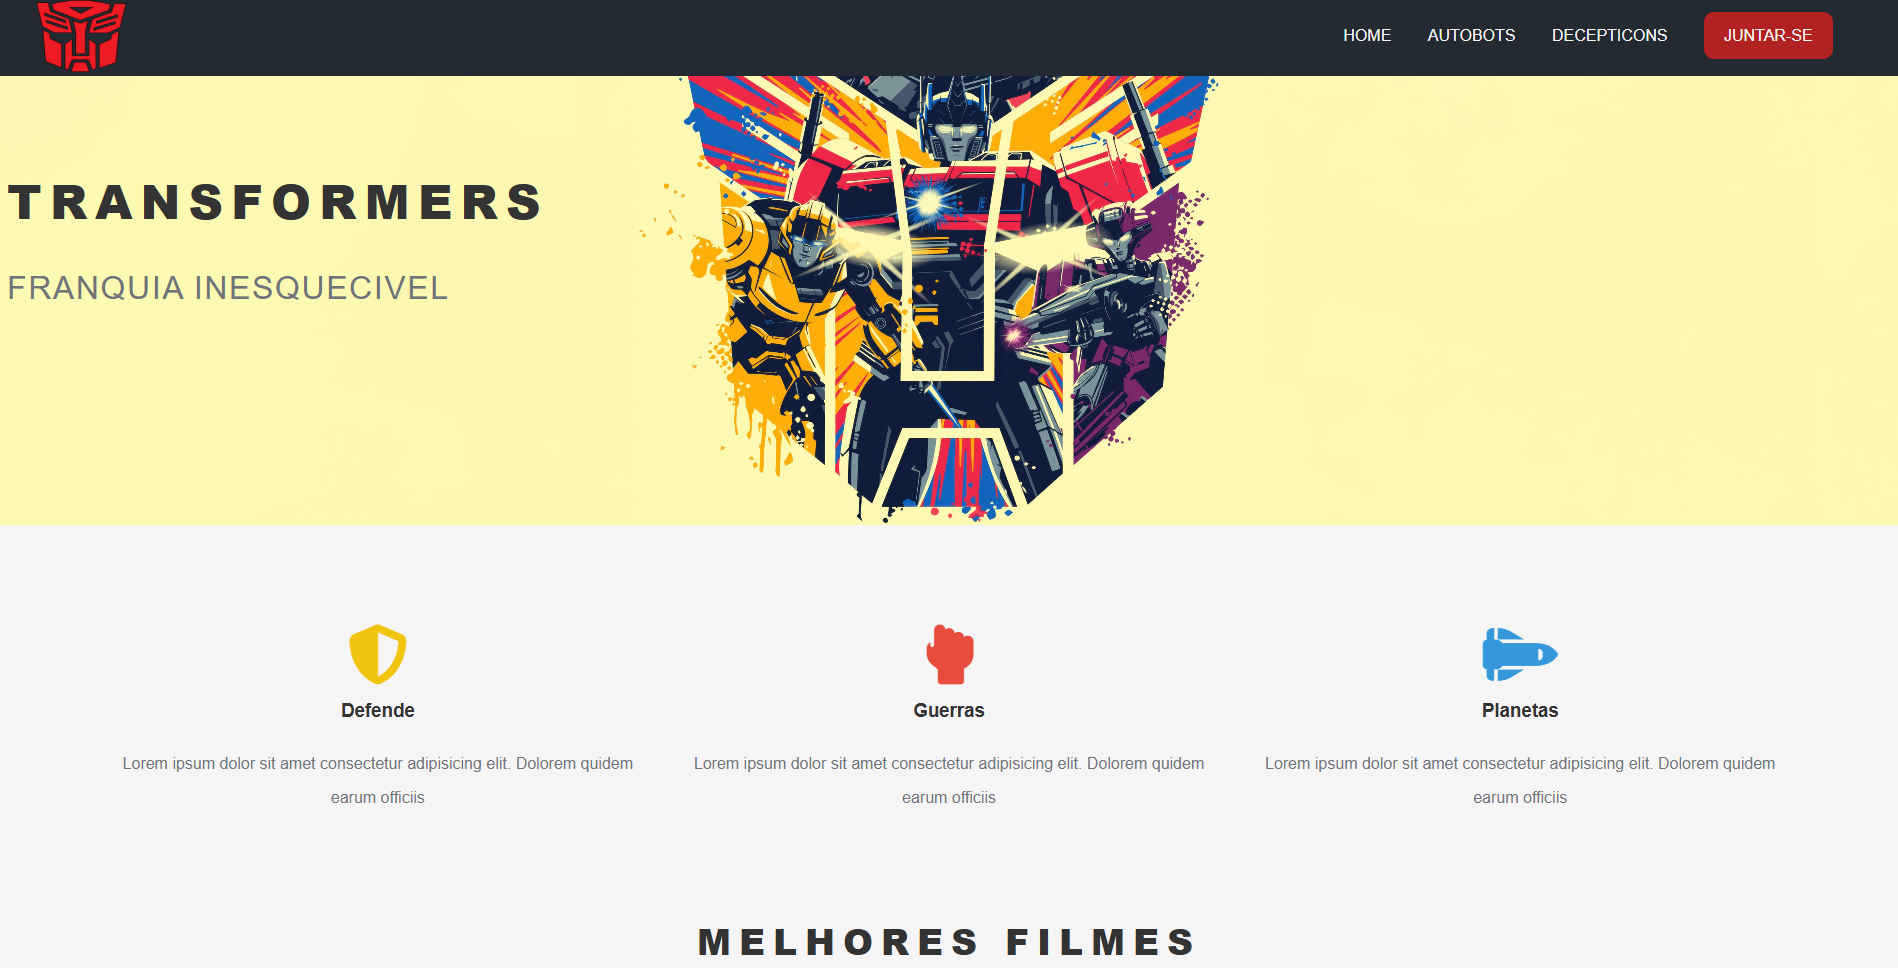 HOME AUTOBOTS DECEPTICONS JUNTAR-SE
TRANSFORMERS
FRANQUIA INESQUECIVEL
Defende
Lorem ipsum dolor sit amet consectetur adipisicing elit. Dolorem quidem
earum officiis
Guerras
Lorem ipsum dolor sit amet consectetur adipisicing elit. Dolorem quidem
earum officiis
Planetas
Lorem ipsum dolor sit amet consectetur adipisicing elit. Dolorem quidem
earum officiis
MELHORES FILMES